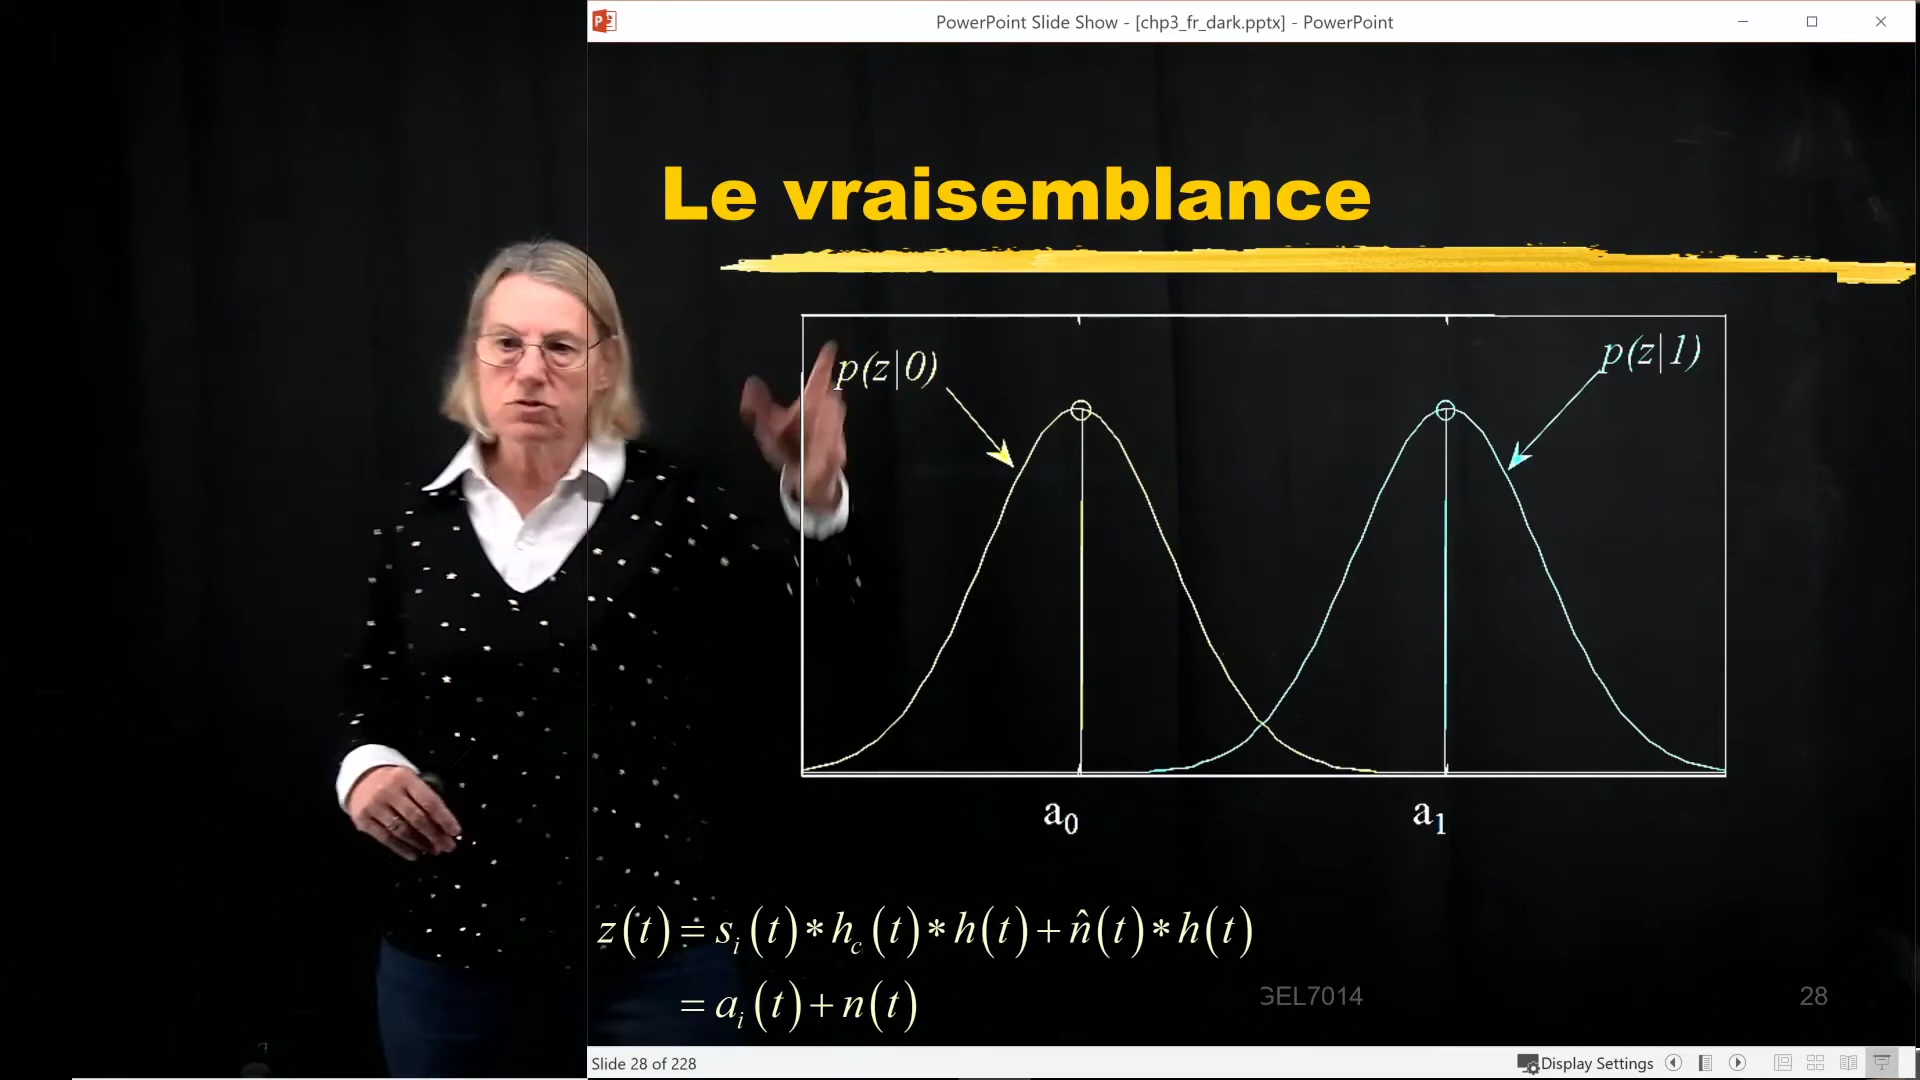 PowerPoint Slide Show - [chp3_fr_dark.pptx] - PowerPoint
Le vraisemblance
p(z|0)
p(z|1)
a0
a1
z(t) = si(t)*hc(t)*h(t)+n̂(t)*h(t)
= ai(t)+n(t)
GEL7014
28
Slide 28 of 228
Display Settings